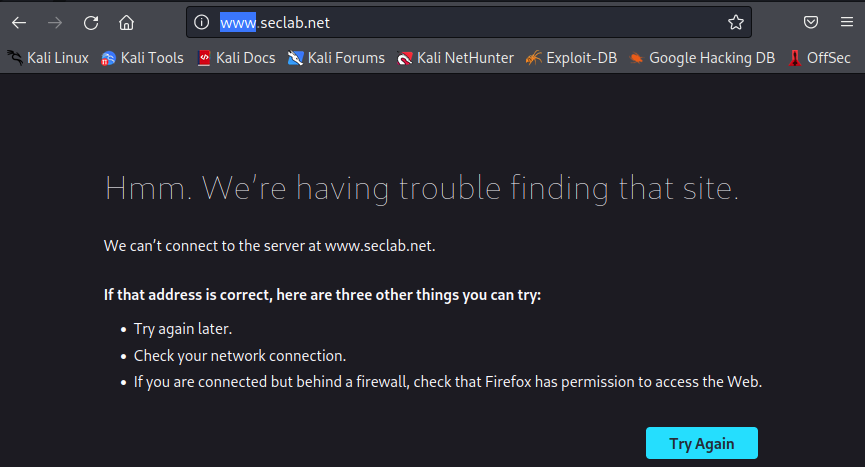 www.seclab.net
Kali Linux Kali Tools Kali Docs Kali Forums Kali NetHunter Exploit-DB Google Hacking DB OffSec
Hmm. We're having trouble finding that site.
We can't connect to the server at www.seclab.net.
If that address is correct, here are three other things you can try:
• Try again later.
• Check your network connection.
• If you are connected but behind a firewall, check that Firefox has permission to access the Web.
Try Again